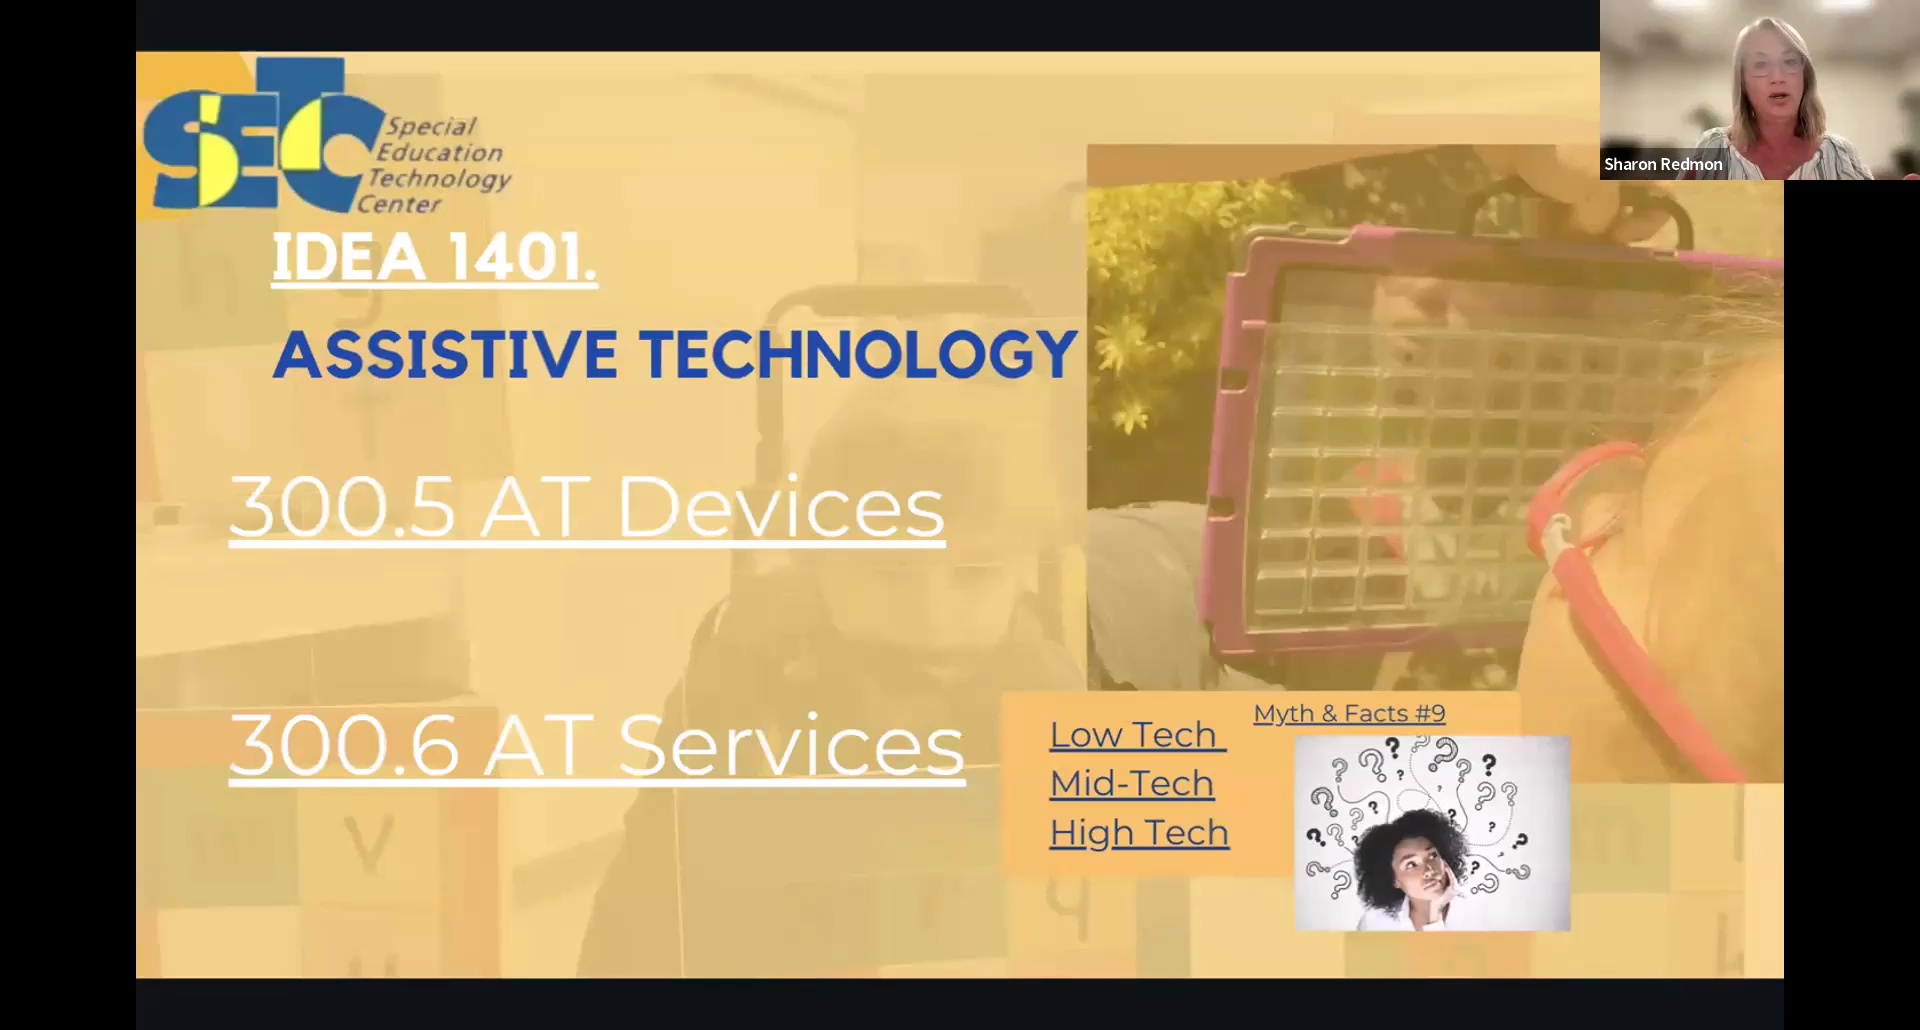 SETC
Special
Education
Technology
Center
Sharon Redmon
IDEA 1401.
ASSISTIVE TECHNOLOGY
300.5 AT Devices
300.6 AT Services
Low Tech
Mid-Tech
High Tech
Myth & Facts #9